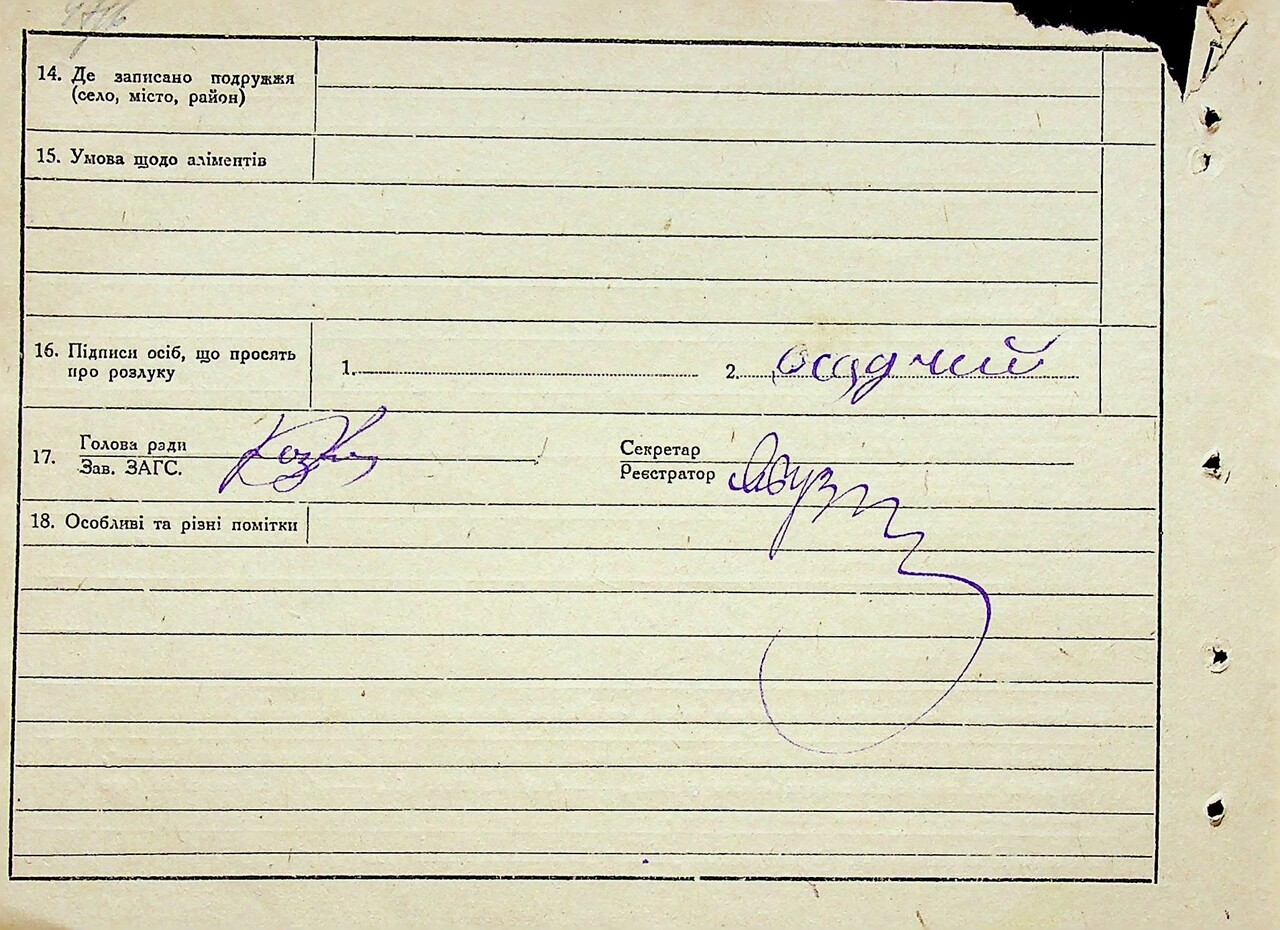 14. Де записано подружжя
(село, місто, район)
15. Умова щодо аліментів
16. Підписи осіб, що просять
про розлуку
1.
2. Осадчий
17. Голова ради
Зав. ЗАГС.
Секретар
Реєстратор
18. Особливі та різні помітки